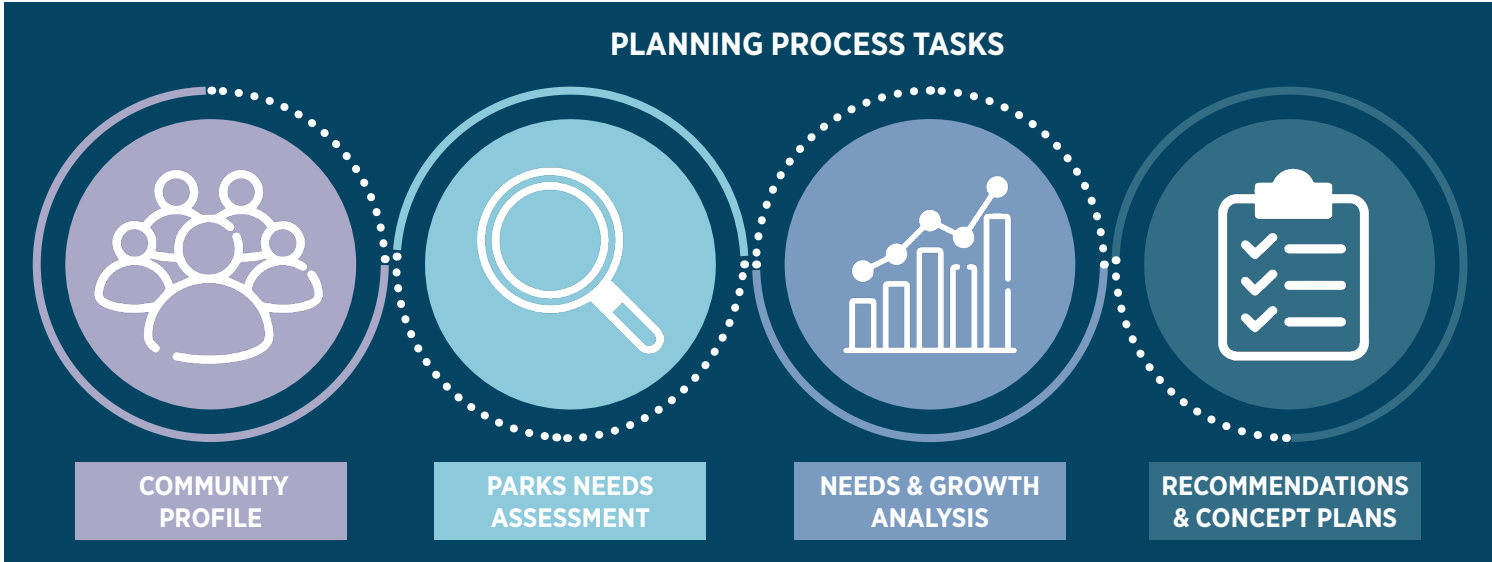 PLANNING PROCESS TASKS
COMMUNITY
PROFILE
PARKS NEEDS
ASSESSMENT
NEEDS & GROWTH
ANALYSIS
RECOMMENDATIONS
& CONCEPT PLANS